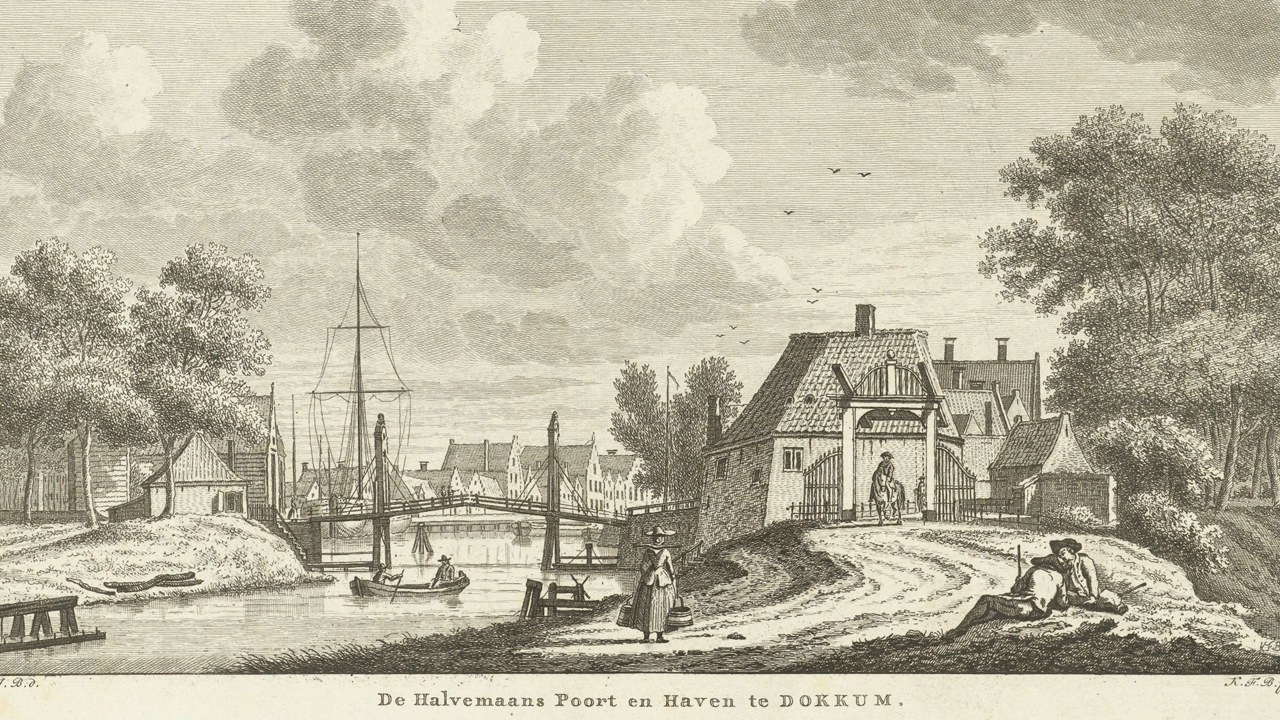 J. B. d.
K. F. B.
De Halvemaans Poort en Haven te DOKKUM.